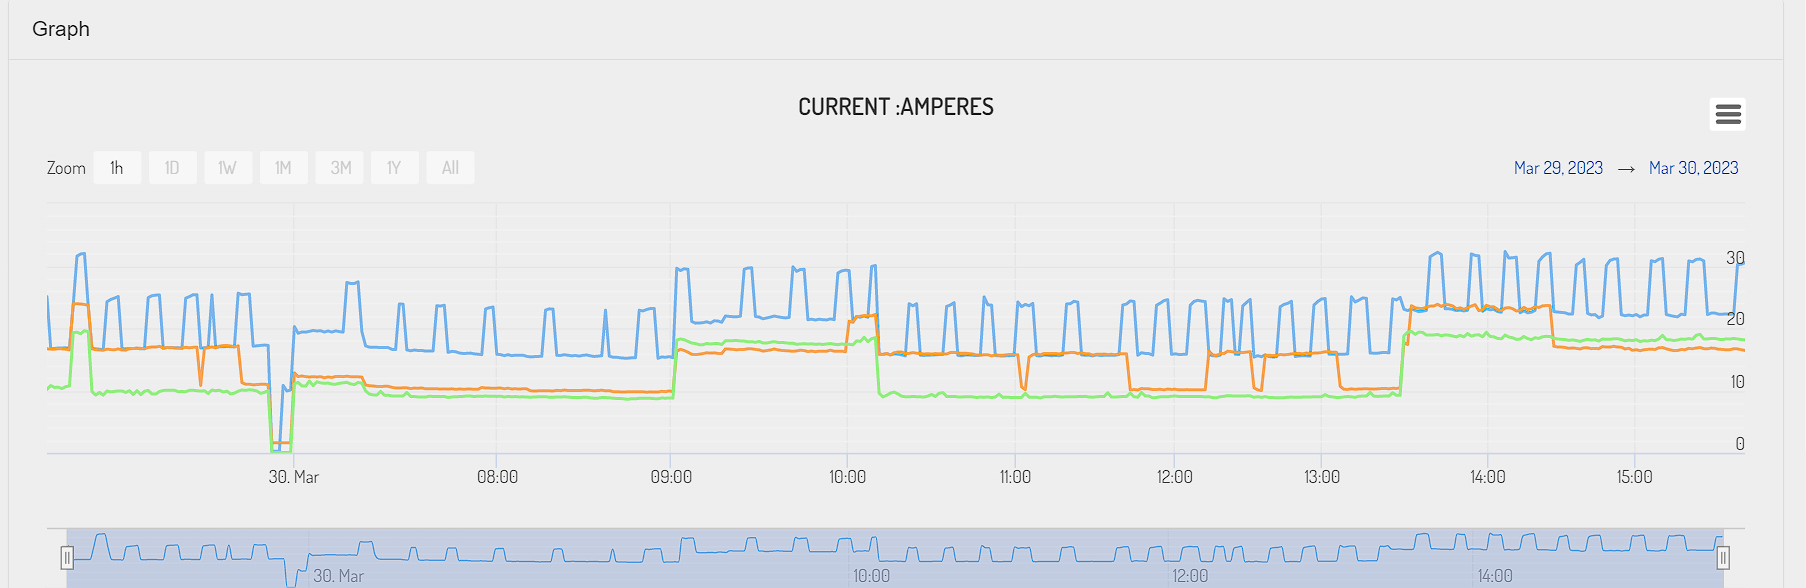 Graph
CURRENT :AMPERES
Zoom 1h 1D 1W 1M 3M 1Y All
Mar 29, 2023 → Mar 30, 2023
30
20
10
0
30. Mar 08:00 09:00 10:00 11:00 12:00 13:00 14:00 15:00
30. Mar 10:00 12:00 14:00